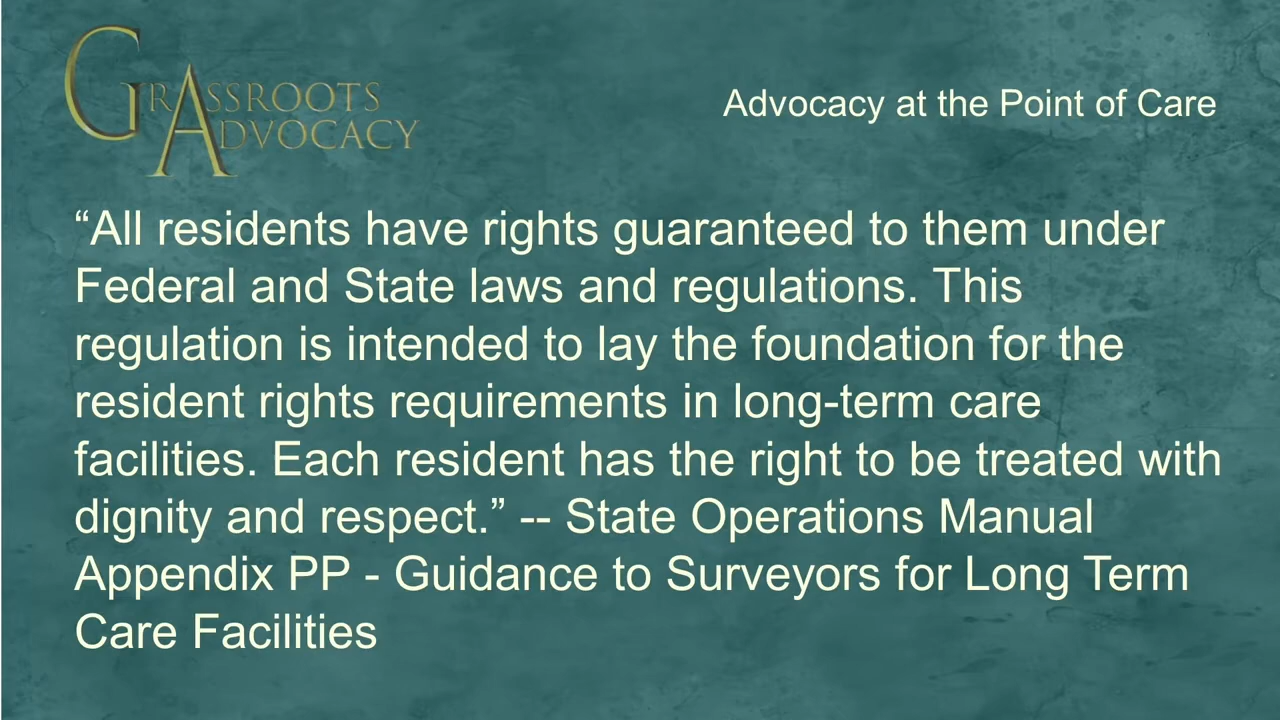 GRASSROOTS
ADVOCACY
Advocacy at the Point of Care
“All residents have rights guaranteed to them under
Federal and State laws and regulations. This
regulation is intended to lay the foundation for the
resident rights requirements in long-term care
facilities. Each resident has the right to be treated with
dignity and respect.” -- State Operations Manual
Appendix PP - Guidance to Surveyors for Long Term
Care Facilities